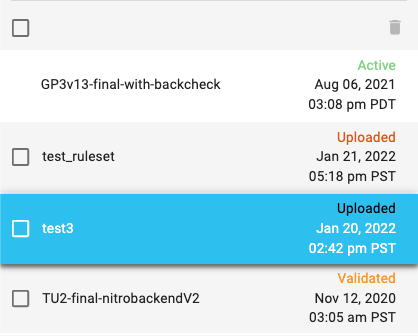 Active
GP3v13-final-with-backcheck
Aug 06, 2021
03:08 pm PDT
Uploaded
test_ruleset
Jan 21, 2022
05:18 pm PST
Uploaded
test3
Jan 20, 2022
02:42 pm PST
Validated
TU2-final-nitrobackendV2
Nov 12, 2020
03:05 am PST